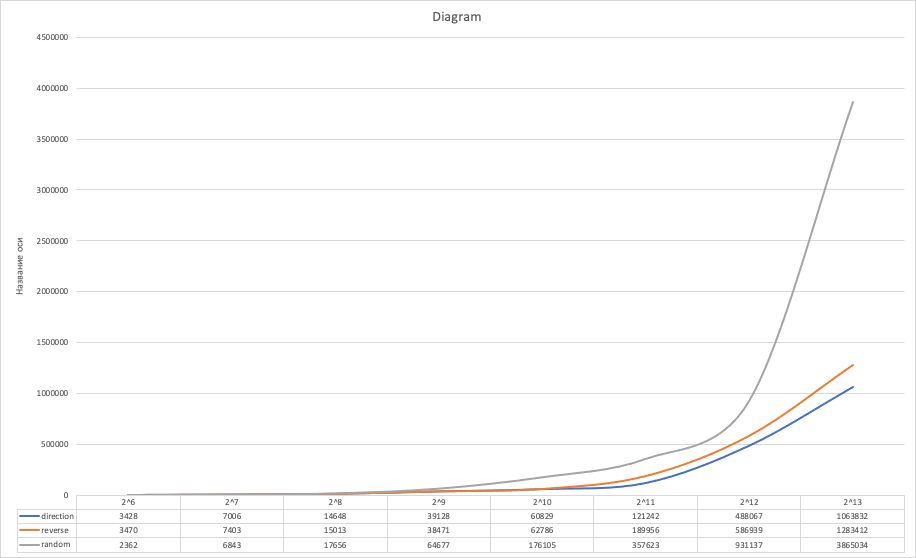 Diagram
4500000
4000000
3500000
3000000
2500000
2000000
1500000
1000000
500000
0
Название оси
2^6 2^7 2^8 2^9 2^10 2^11 2^12 2^13
direction 3428 7006 14648 39128 60829 121242 488067 1063832
reverse 3470 7403 15013 38471 62786 189956 586939 1283412
random 2362 6843 17656 64677 176105 357623 931137 3865034